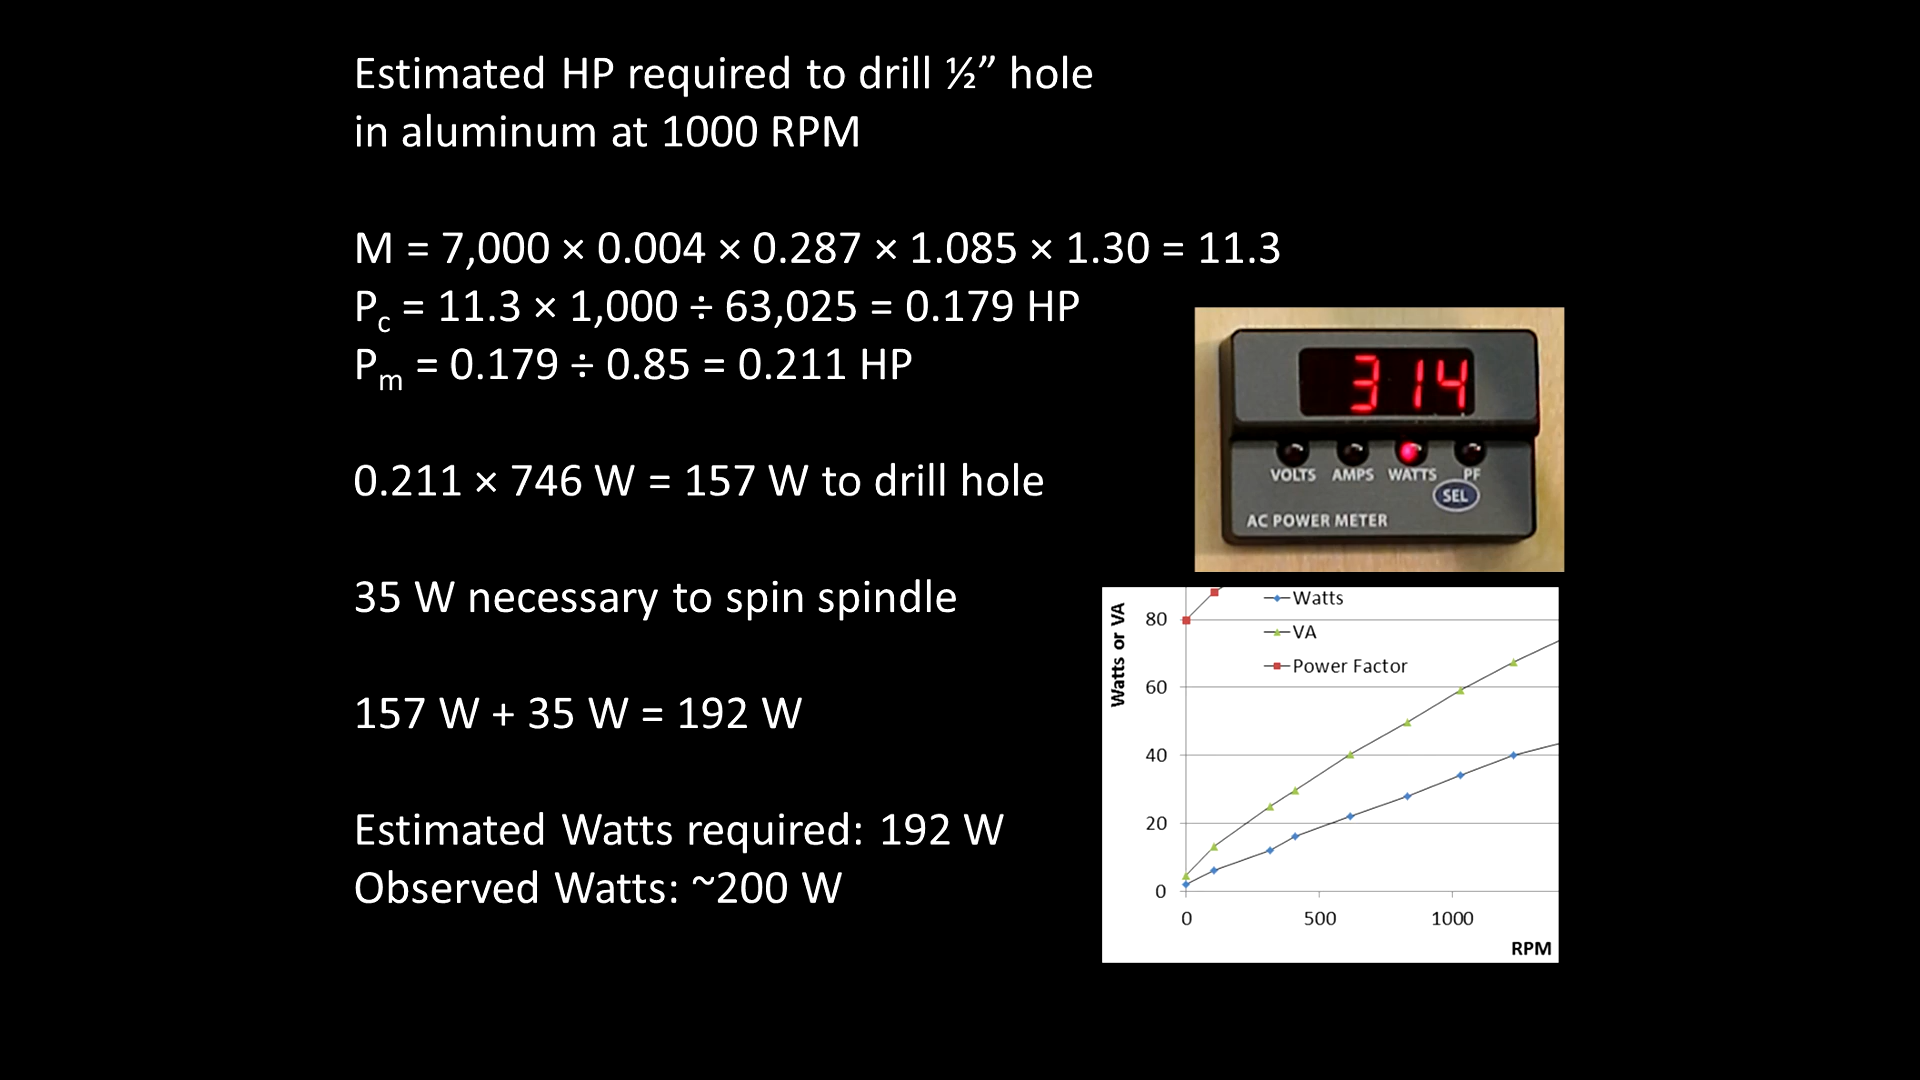 Estimated HP required to drill ½” hole
in aluminum at 1000 RPM
M = 7,000 × 0.004 × 0.287 × 1.085 × 1.30 = 11.3
Pc = 11.3 × 1,000 ÷ 63,025 = 0.179 HP
Pm = 0.179 ÷ 0.85 = 0.211 HP
0.211 × 746 W = 157 W to drill hole
35 W necessary to spin spindle
157 W + 35 W = 192 W
Estimated Watts required: 192 W
Observed Watts: ~200 W
314
VOLTS AMPS WATTS PF
SEL
AC POWER METER
Watts or VA
Watts
VA
Power Factor
80
60
40
20
0
0 500 1000
RPM